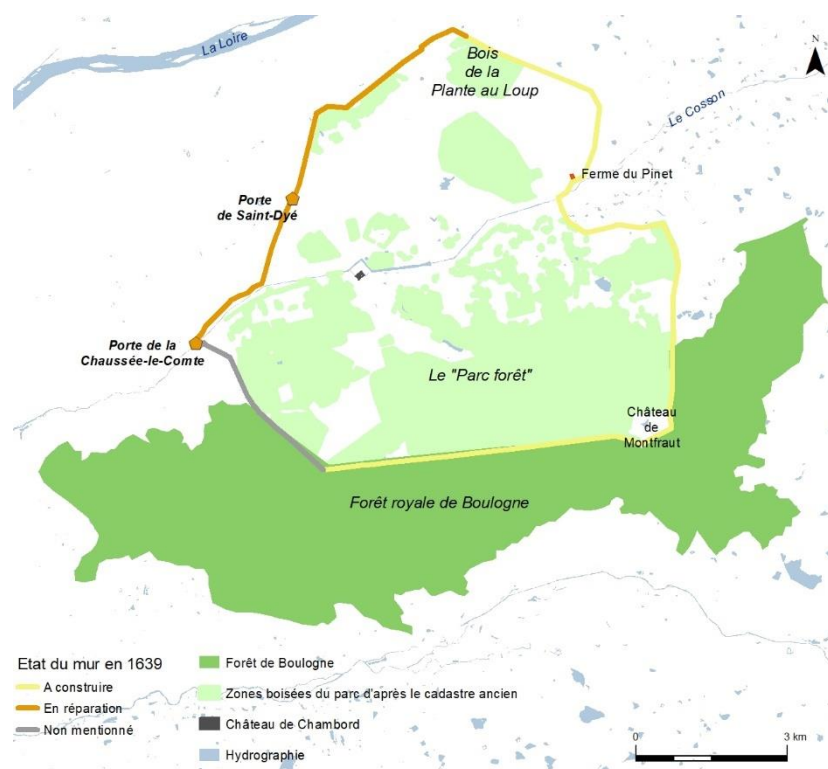 La Loire
Bois
de la
Plante au Loup
N
Le Cosson
Ferme du Pinet
Porte
de Saint-Dyé
Porte de la
Chaussée-le-Comte
Le "Parc forêt"
Château
de
Montfraut
Forêt royale de Boulogne
Etat du mur en 1639
A construire
En réparation
Non mentionné
Forêt de Boulogne
Zones boisées du parc d'après le cadastre ancien
Château de Chambord
Hydrographie
0
3 km